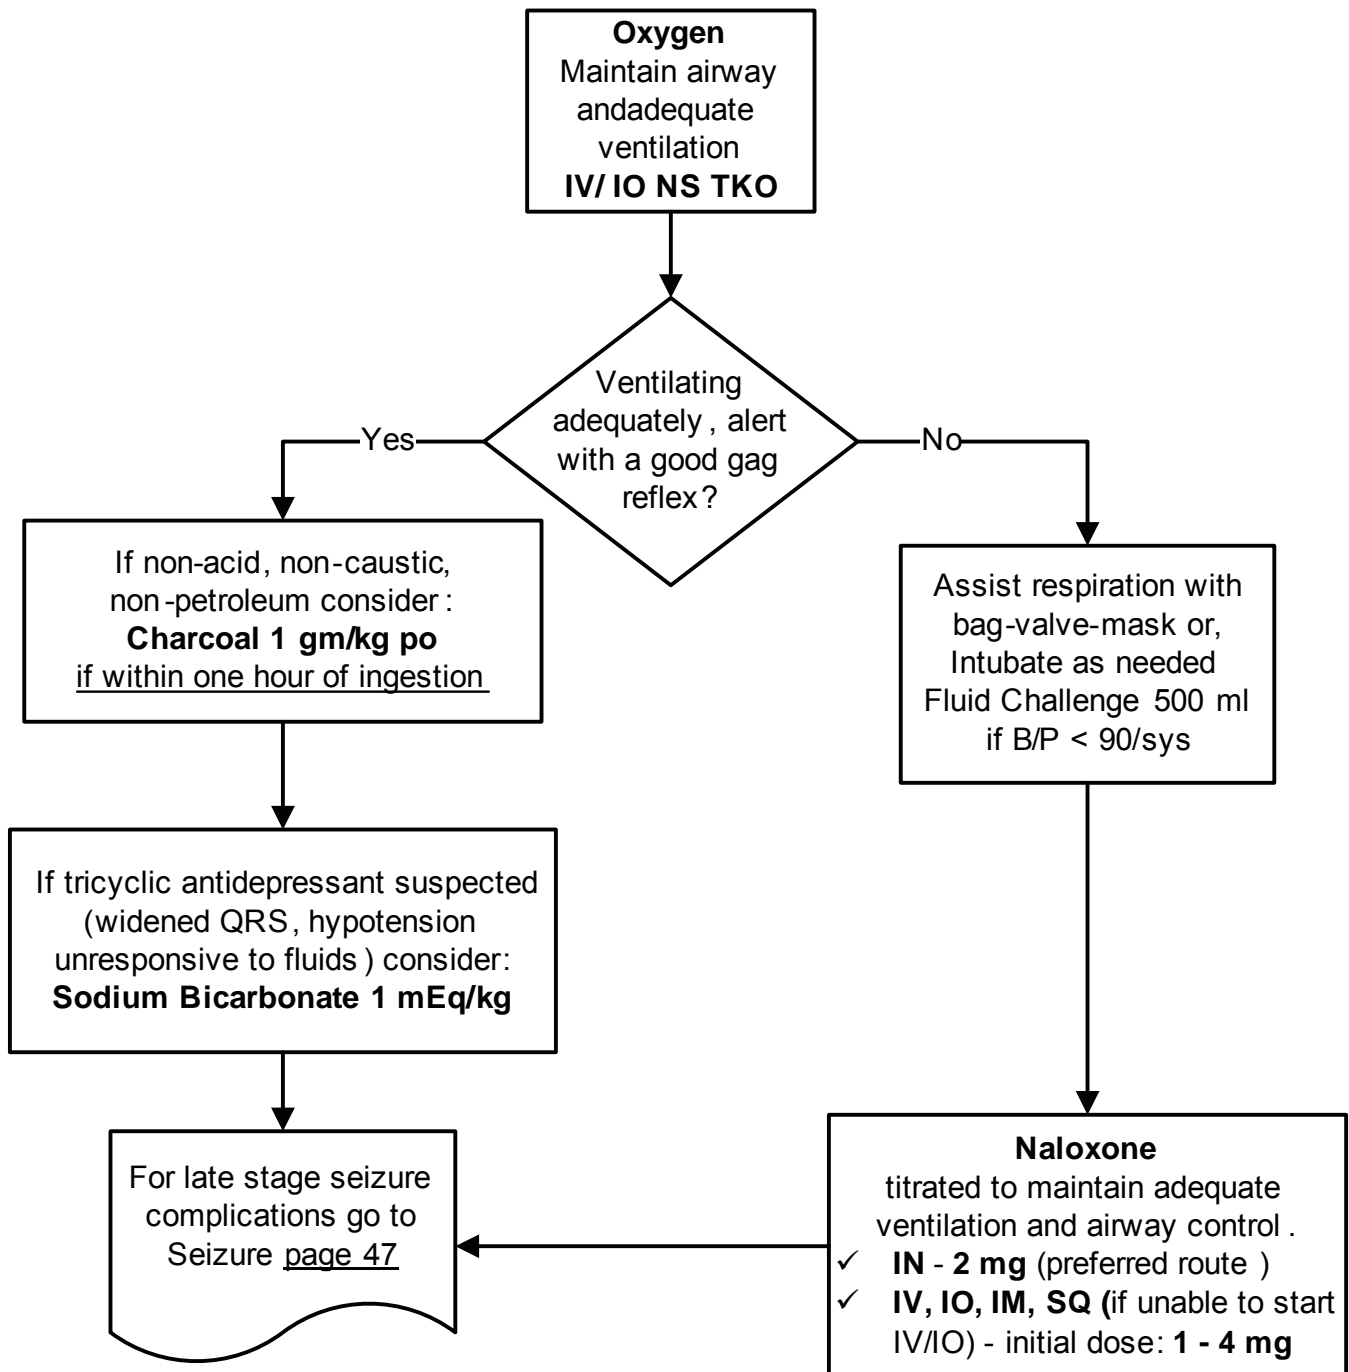 Oxygen
Maintain airway
andadequate
ventilation
IV/ IO NS TKO
Ventilating
adequately, alert
with a good gag
reflex?
Yes
No
If non-acid, non-caustic,
non-petroleum consider:
Charcoal 1 gm/kg po
if within one hour of ingestion
Assist respiration with
bag-valve-mask or,
Intubate as needed
Fluid Challenge 500 ml
if B/P < 90/sys
If tricyclic antidepressant suspected
(widened QRS, hypotension
unresponsive to fluids) consider:
Sodium Bicarbonate 1 mEq/kg
For late stage seizure
complications go to
Seizure page 47
Naloxone
titrated to maintain adequate
ventilation and airway control.
✓ IN - 2 mg (preferred route)
✓ IV, IO, IM, SQ (if unable to start
IV/IO) - initial dose: 1 - 4 mg